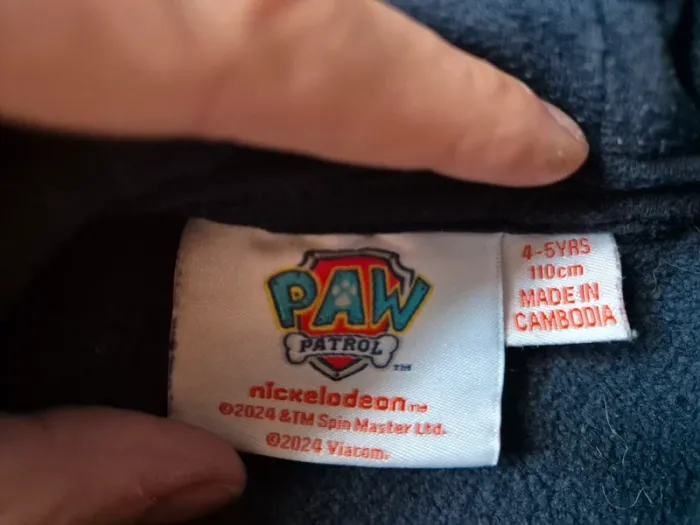 PAW
PATROL
TM
nickelodeon TM
©2024 &TM Spin Master Ltd.
©2024 Viacom.
4-5YRS
110cm
MADE IN
CAMBODIA